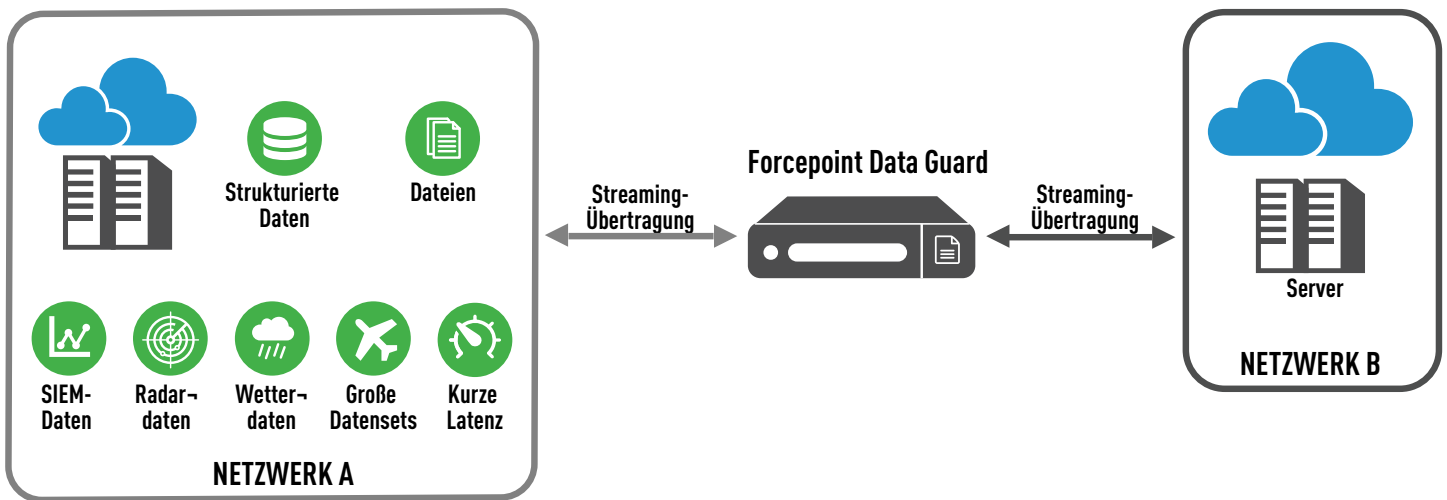 Strukturierte
Daten
Dateien
SIEM-
Daten
Radar¬
daten
Wetter¬
daten
Große
Datensets
Kurze
Latenz
NETZWERK A
Streaming-
Übertragung
Forcepoint Data Guard
Streaming-
Übertragung
Server
NETZWERK B